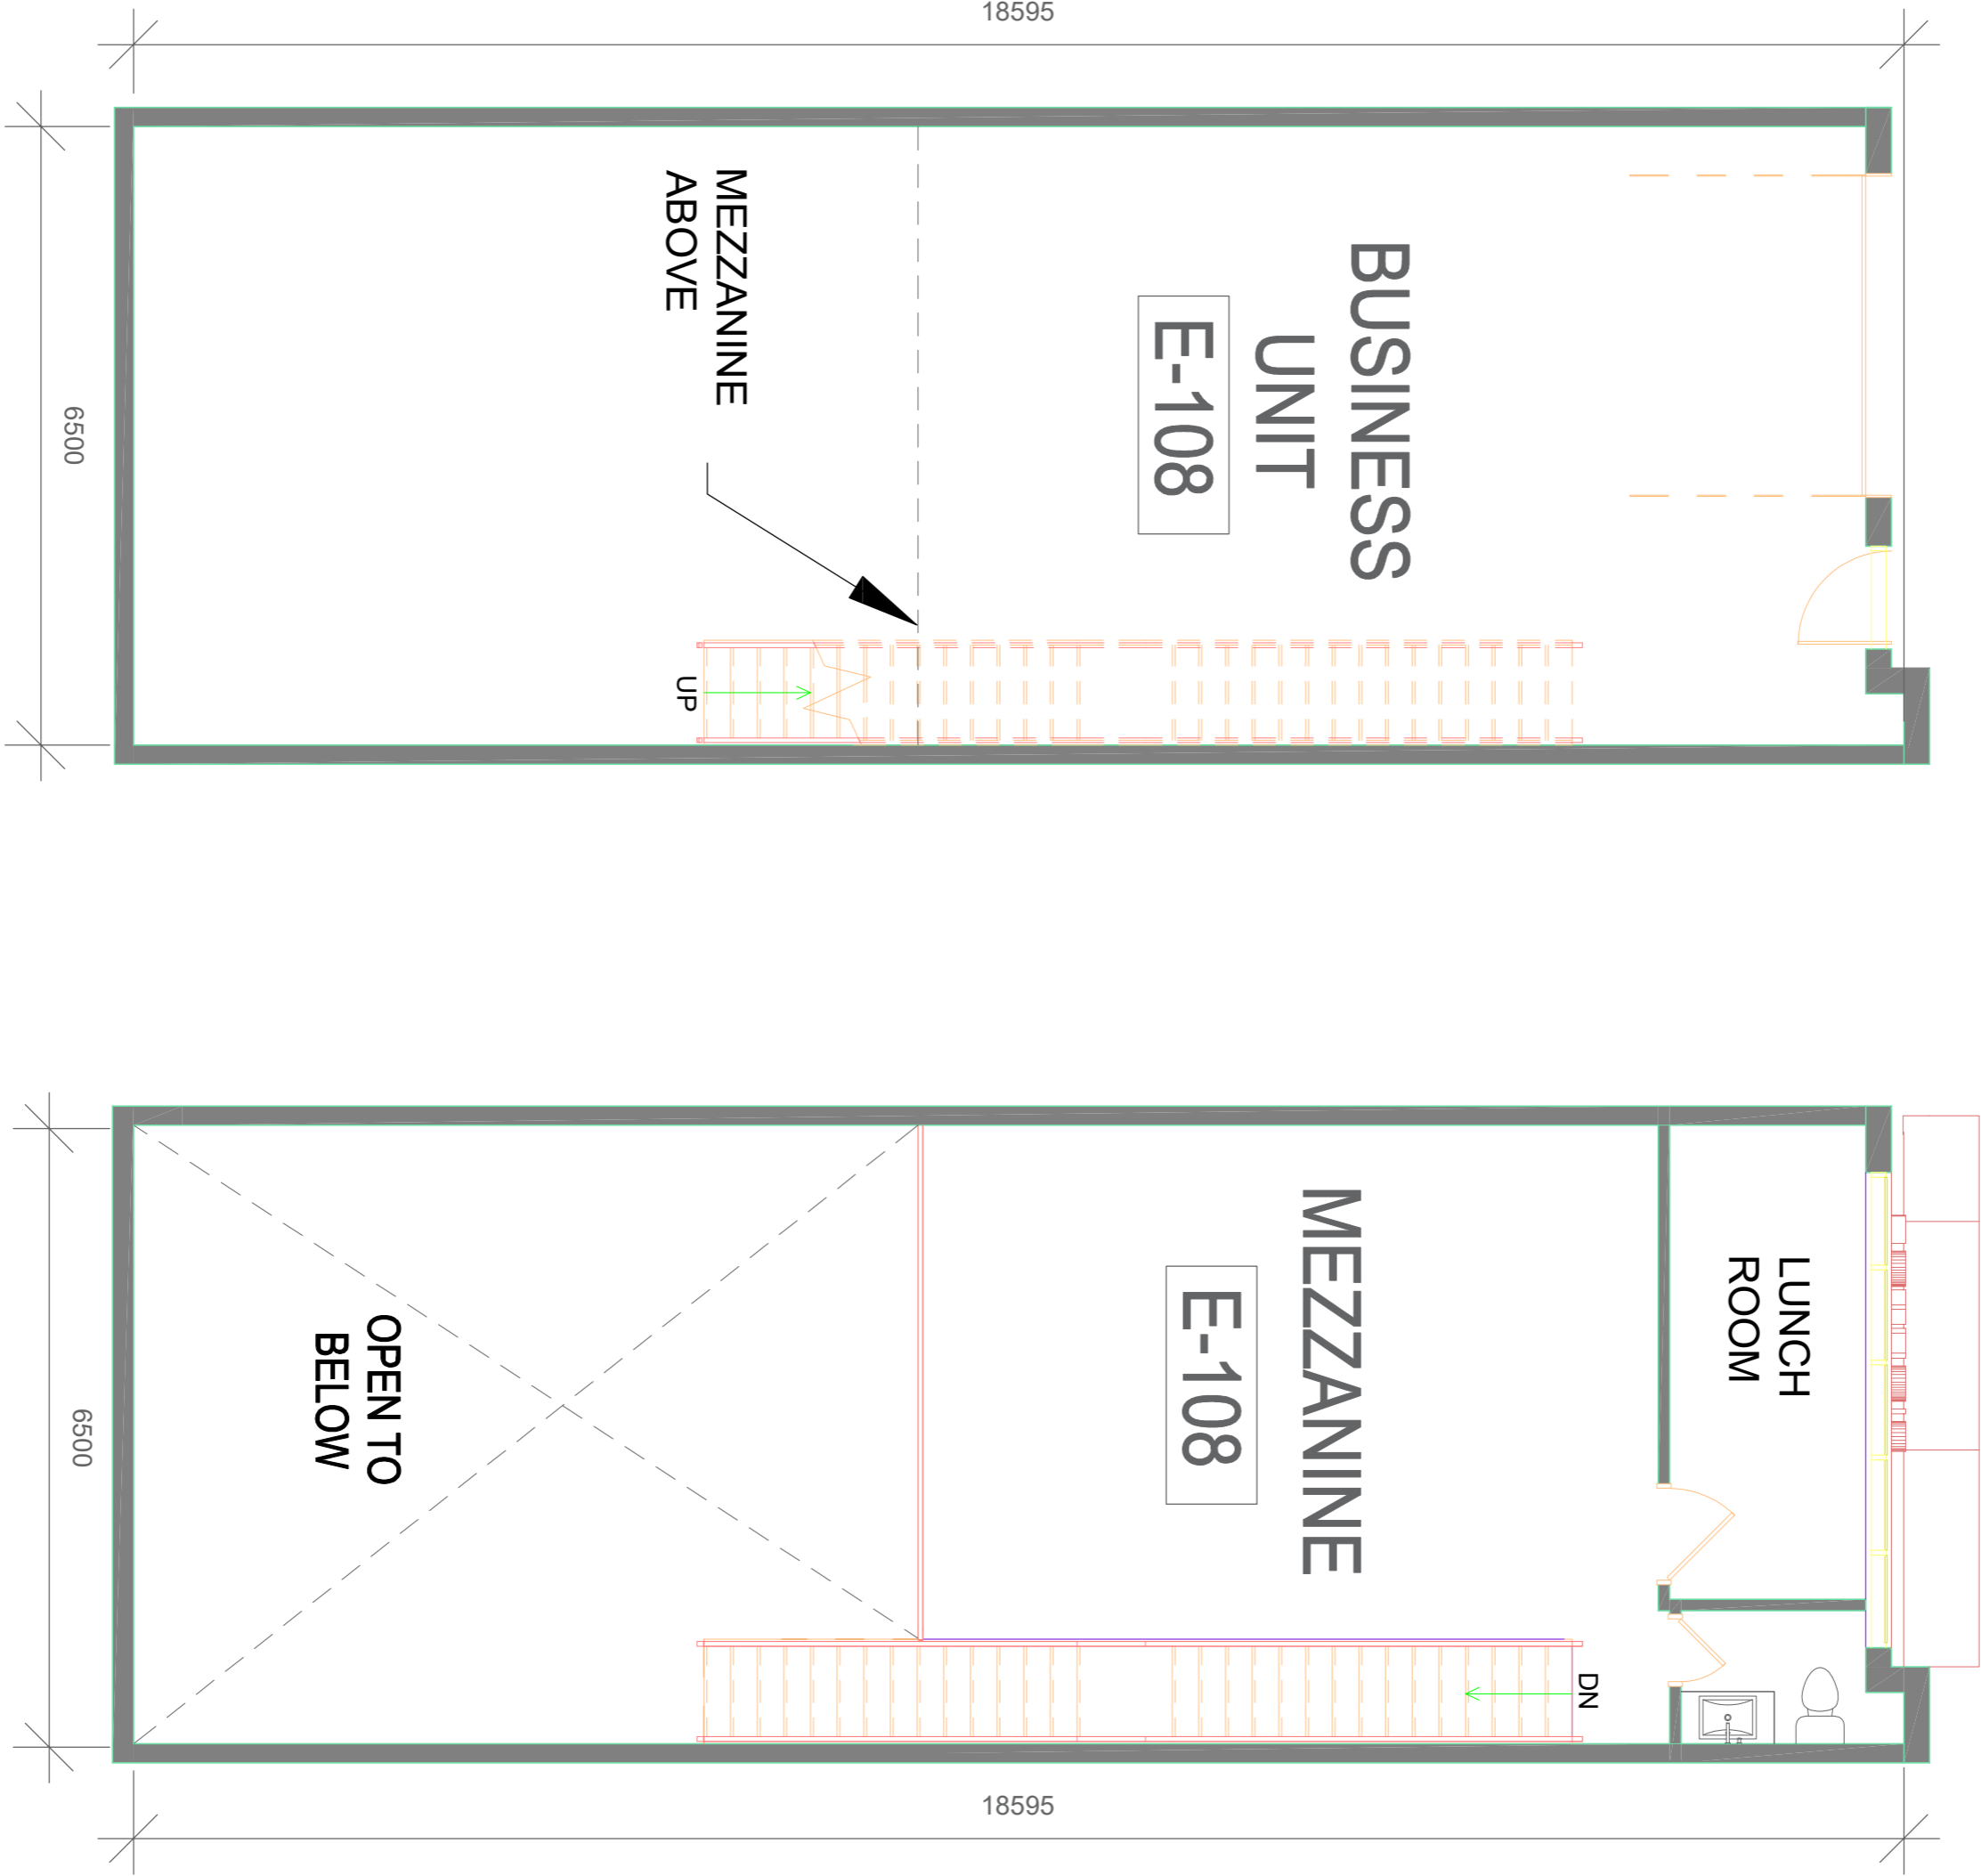 18595
6500
BUSINESS
UNIT
E-108
MEZZANINE
ABOVE
UP
MEZZANINE
E-108
LUNCH
ROOM
OPEN TO
BELOW
DN
6500
18595